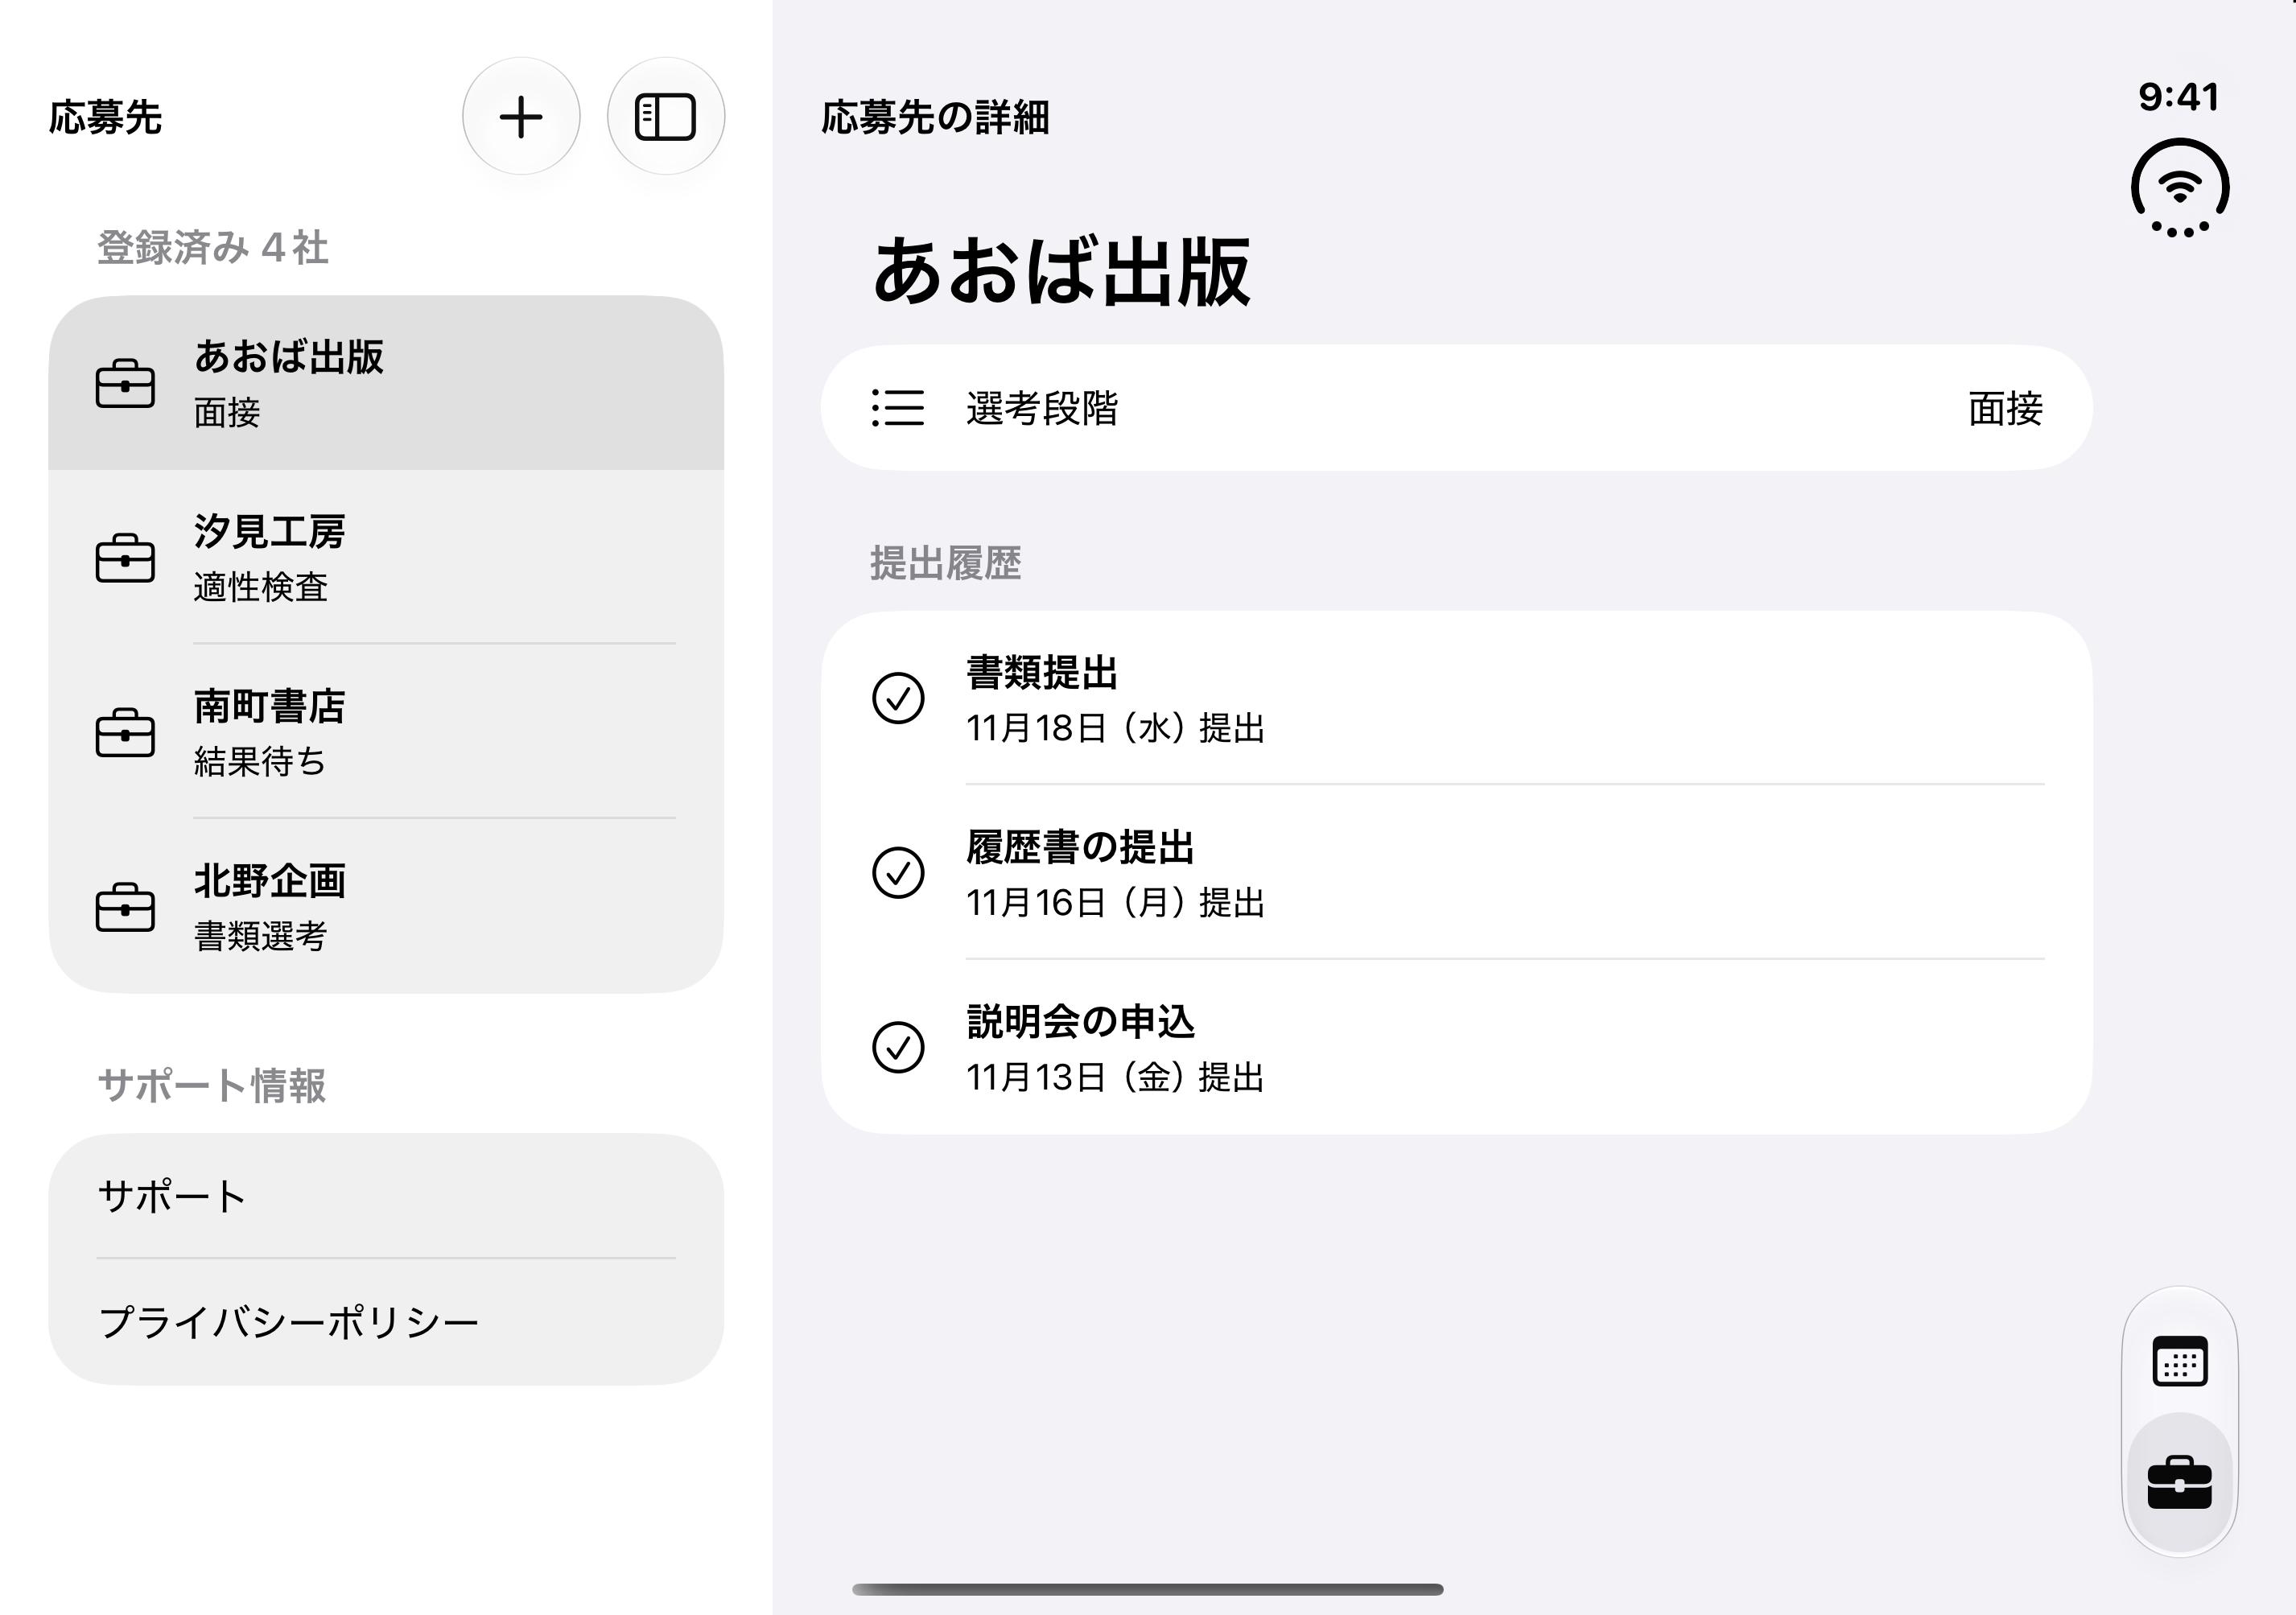 応募先
登録済み 4社
あおば出版
面接
汐見工房
適性検査
南町書店
結果待ち
北野企画
書類選考
サポート情報
サポート
プライバシーポリシー
応募先の詳細
9:41
あおば出版
選考段階
面接
提出履歴
書類提出
11月18日（水）提出
履歴書の提出
11月16日（月）提出
説明会の申込
11月13日（金）提出